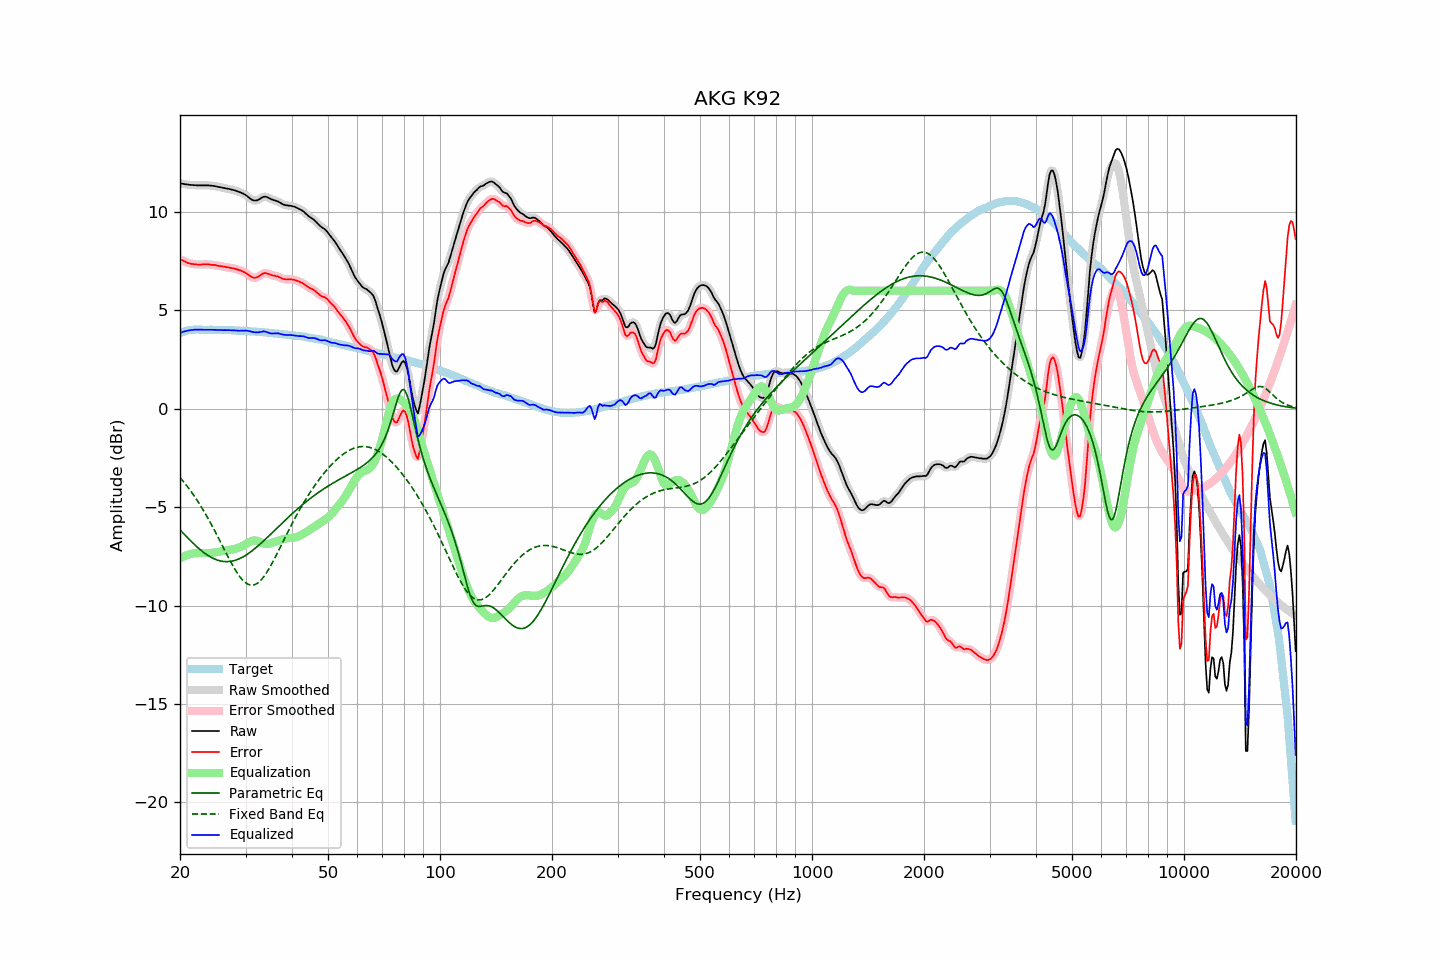 AKG K92
Amplitude (dBr)
10
5
0
−5
−10
−15
−20
Target
Raw Smoothed
Error Smoothed
Raw
Error
Equalization
Parametric Eq
Fixed Band Eq
Equalized
20 50 100 200 500 1000 2000 5000 10000 20000
Frequency (Hz)